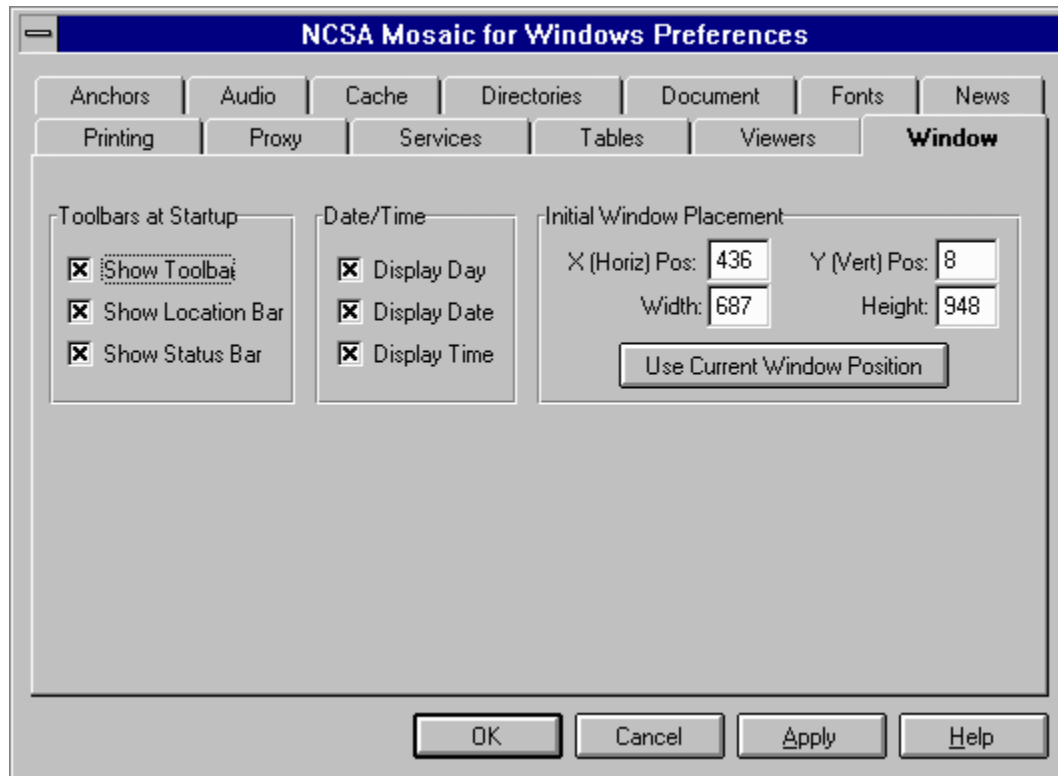 NCSA Mosaic for Windows Preferences
Anchors Audio Cache Directories Document Fonts News
Printing Proxy Services Tables Viewers Window
Toolbars at Startup Date/Time Initial Window Placement
Show Toolbar Display Day X (Horiz) Pos: 436 Y (Vert) Pos: 8
Show Location Bar Display Date Width: 687 Height: 948
Show Status Bar Display Time Use Current Window Position
OK Cancel Apply Help